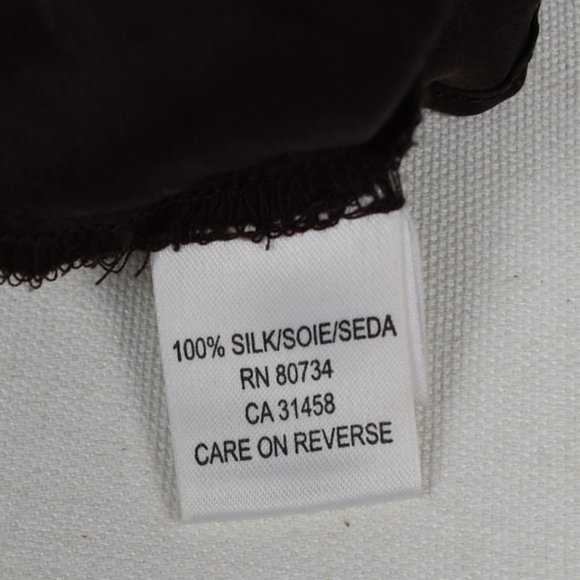 100% SILK/SOIE/SEDA
RN 80734
CA 31458
CARE ON REVERSE